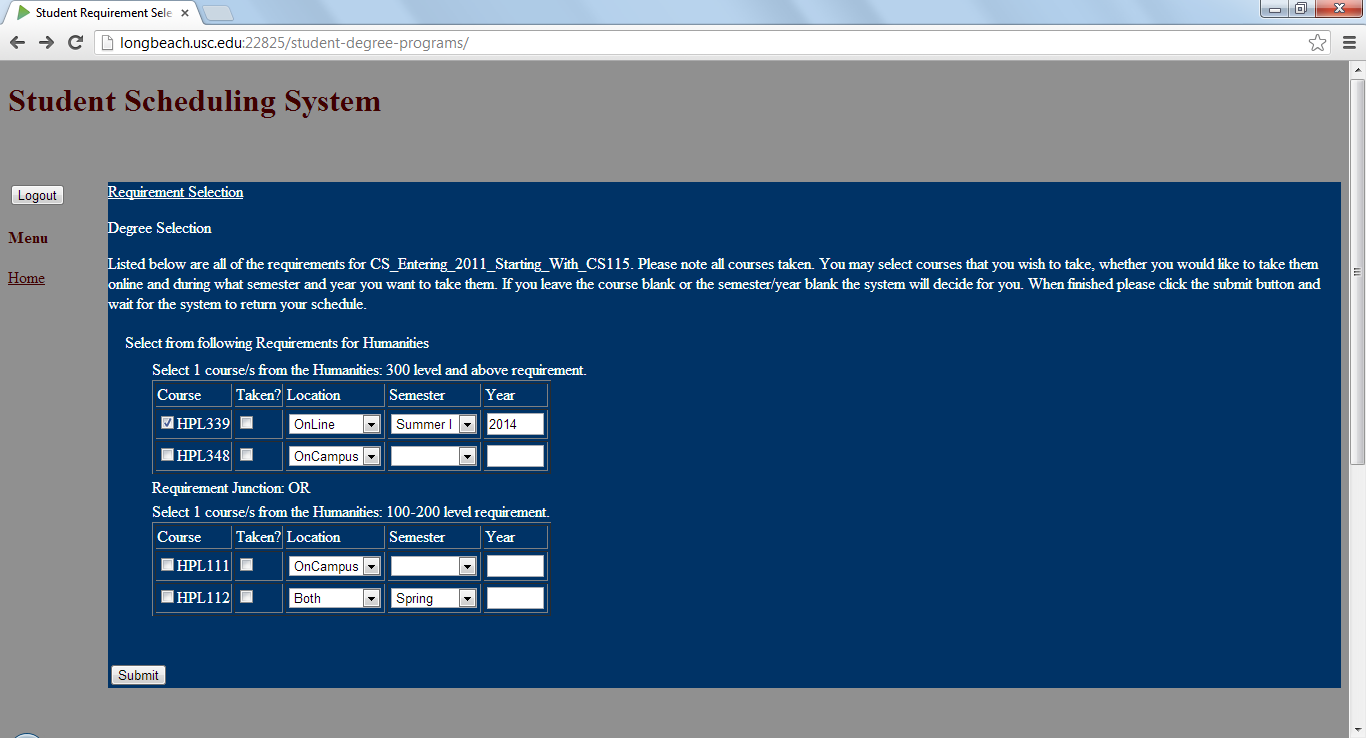 Student Requirement Sele
longbeach.usc.edu:22825/student-degree-programs/
Student Scheduling System
Logout
Menu
Home
Requirement Selection
Degree Selection
Listed below are all of the requirements for CS_Entering_2011_Starting_With_CS115. Please note all courses taken. You may select courses that you wish to take, whether you would like to take them
online and during what semester and year you want to take them. If you leave the course blank or the semester/year blank the system will decide for you. When finished please click the submit button and
wait for the system to return your schedule.
Select from following Requirements for Humanities
Select 1 course/s from the Humanities: 300 level and above requirement.
Course Taken? Location Semester Year
HPL339 OnLine Summer I 2014
HPL348 OnCampus
Requirement Junction: OR
Select 1 course/s from the Humanities: 100-200 level requirement.
Course Taken? Location Semester Year
HPL111 OnCampus
HPL112 Both Spring
Submit